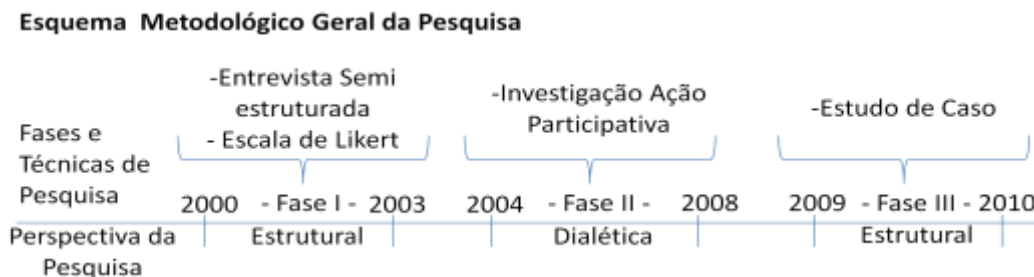 Esquema Metodológico Geral da Pesquisa
-Entrevista Semi
estruturada
- Escala de Likert
-Investigação Ação
Participativa
-Estudo de Caso
Fases e
Técnicas de
Pesquisa
2000 - Fase I - 2003 2004 - Fase II - 2008 2009 - Fase III - 2010
Perspectiva da
Pesquisa
Estrutural Dialética Estrutural